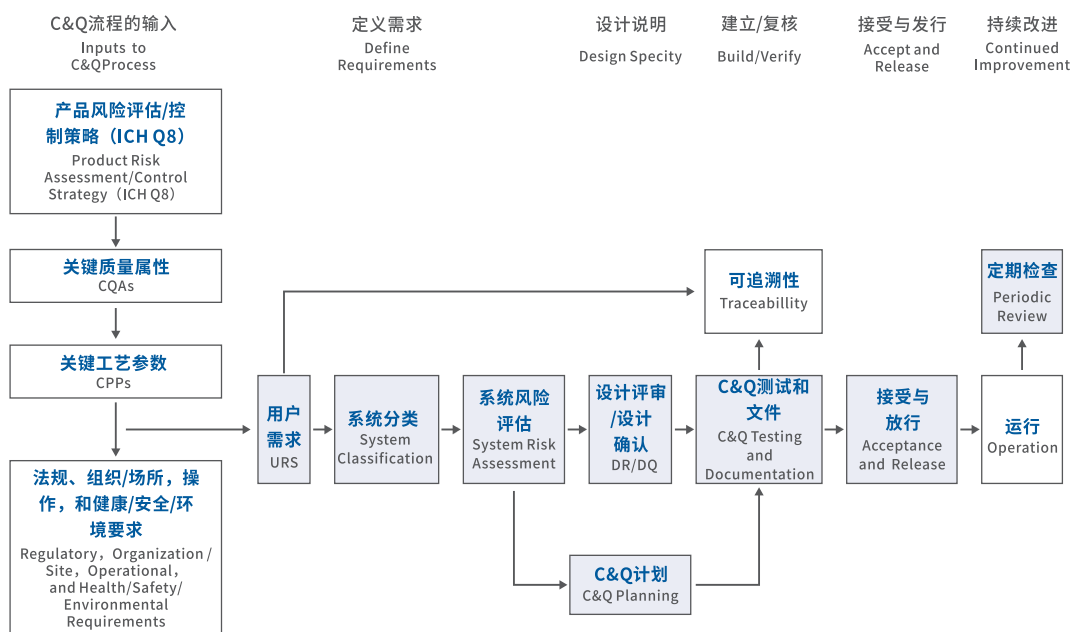 C&Q流程的输入
Inputs to
C&QProcess
定义需求
Define
Requirements
设计说明
Design Specity
建立/复核
Build/Verify
接受与发行
Accept and
Release
持续改进
Continued
Improvement
产品风险评估/控
制策略（ICH Q8）
Product Risk
Assessment/Control
Strategy（ICH Q8）
关键质量属性
CQAs
关键工艺参数
CPPs
法规、组织/场所，操
作，和健康/安全/环
境要求
Regulatory，Organization /
Site，Operational，
and Health/Safety/
Environmental
Requirements
用户
需求
URS
系统分类
System
Classification
系统风险
评估
System Risk
Assessment
设计评审
/设计
确认
DR/DQ
C&Q计划
C&Q Planning
可追溯性
Traceabillity
C&Q测试和
文件
C&Q Testing
and
Documentation
接受与
放行
Acceptance
and Release
定期检查
Periodic
Review
运行
Operation